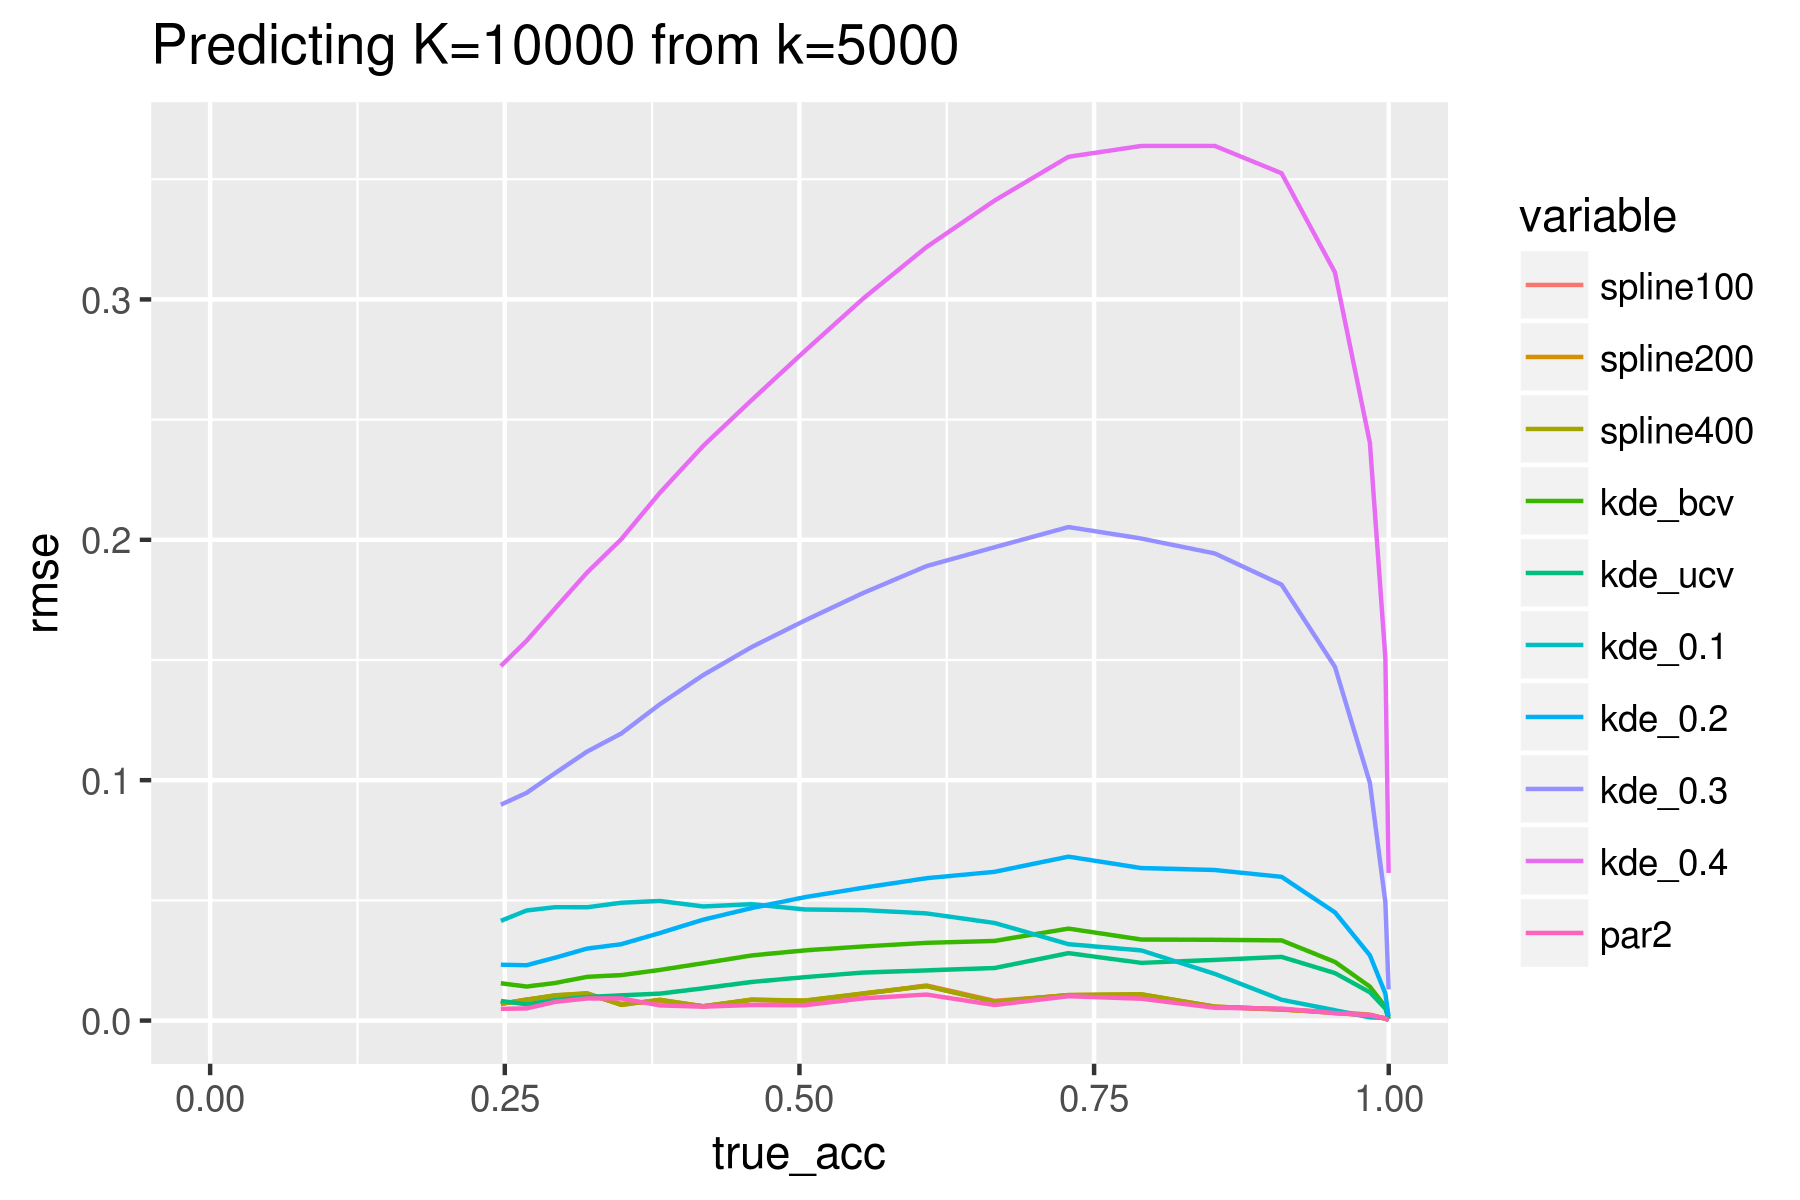 Predicting K=10000 from k=5000
rmse
0.3
0.2
0.1
0.0
0.00 0.25 0.50 0.75 1.00
true_acc
variable
spline100
spline200
spline400
kde_bcv
kde_ucv
kde_0.1
kde_0.2
kde_0.3
kde_0.4
par2